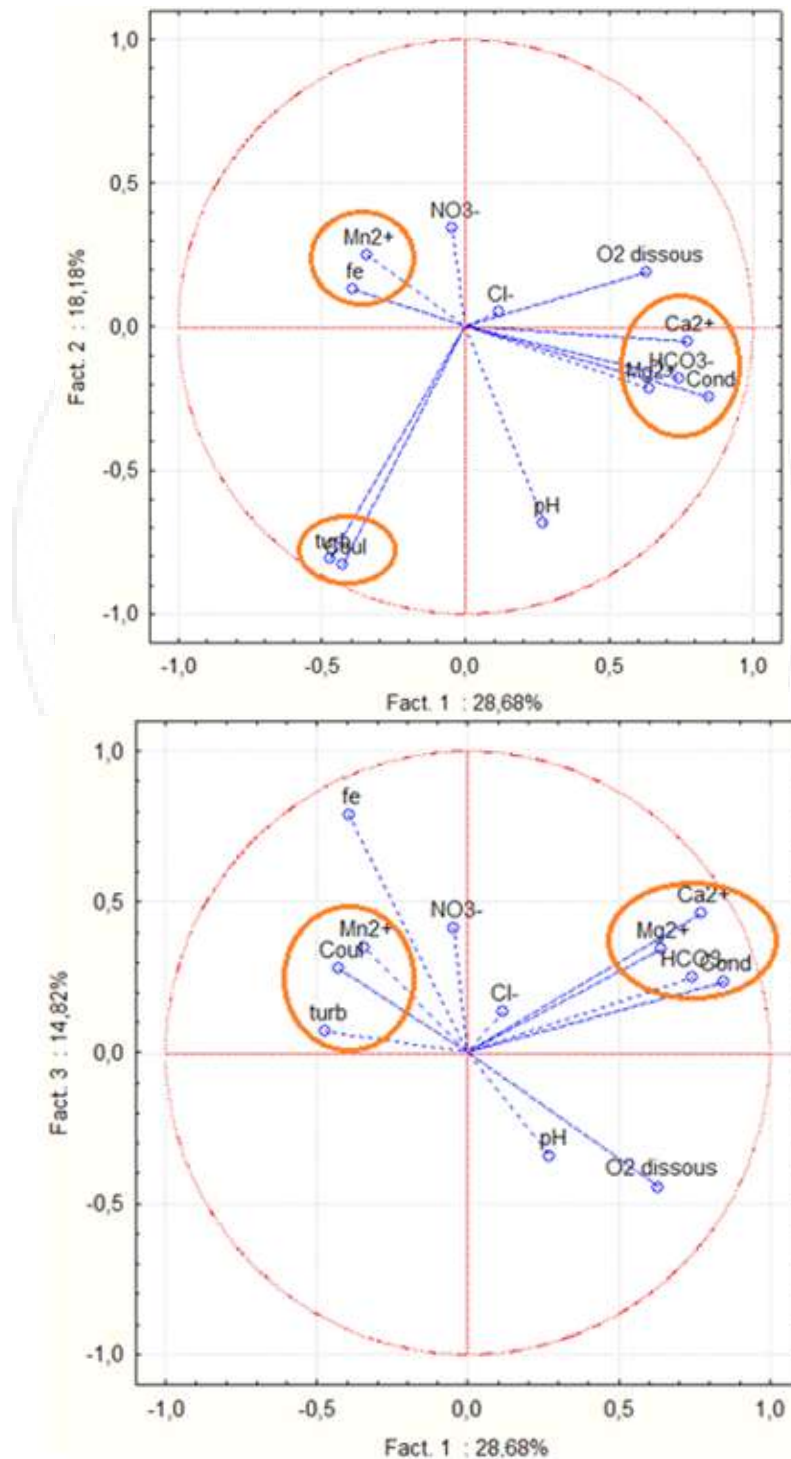 1,0
0,5
0,0
-0,5
-1,0
Fact. 2 : 18,18%
NO3-
Mn2+
fe
O2 dissous
Cl-
Ca2+
HCO3-
Mg2+
Cond
pH
turb
Coul
-1,0 -0,5 0,0 0,5 1,0
Fact. 1 : 28,68%
1,0
0,5
0,0
-0,5
-1,0
Fact. 3 : 14,82%
fe
Ca2+
NO3-
Mn2+
Mg2+
Coul
HCO3-
Cond
Cl-
turb
pH
O2 dissous
-1,0 -0,5 0,0 0,5 1,0
Fact. 1 : 28,68%